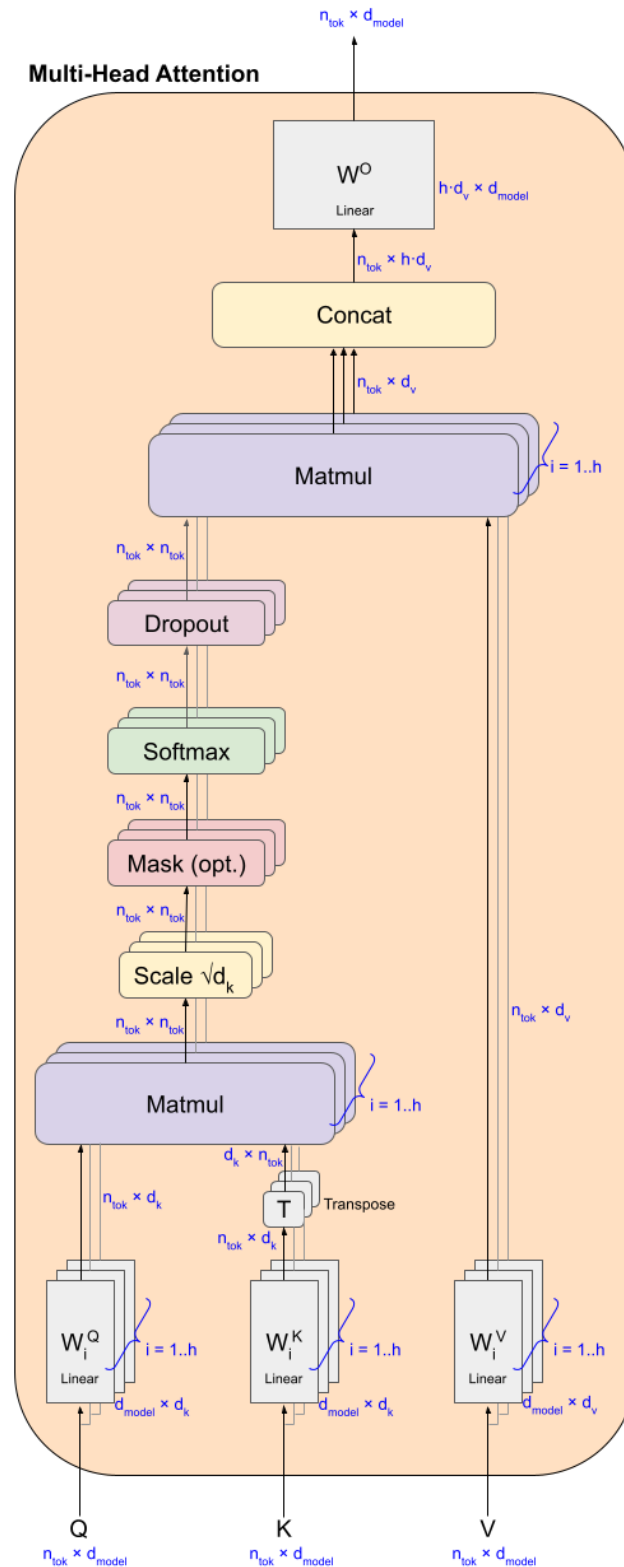 n_tok × d_model
Multi-Head Attention
W^O
Linear
h·d_v × d_model
n_tok × h·d_v
Concat
n_tok × d_v
Matmul
i = 1..h
n_tok × n_tok
Dropout
n_tok × n_tok
Softmax
n_tok × n_tok
Mask (opt.)
n_tok × n_tok
Scale √d_k
n_tok × d_v
n_tok × n_tok
Matmul
i = 1..h
d_k × n_tok
n_tok × d_k
T
Transpose
n_tok × d_k
W_i^Q
Linear
i = 1..h
d_model × d_k
W_i^K
Linear
i = 1..h
d_model × d_k
W_i^V
Linear
i = 1..h
d_model × d_v
Q
K
V
n_tok × d_model
n_tok × d_model
n_tok × d_model